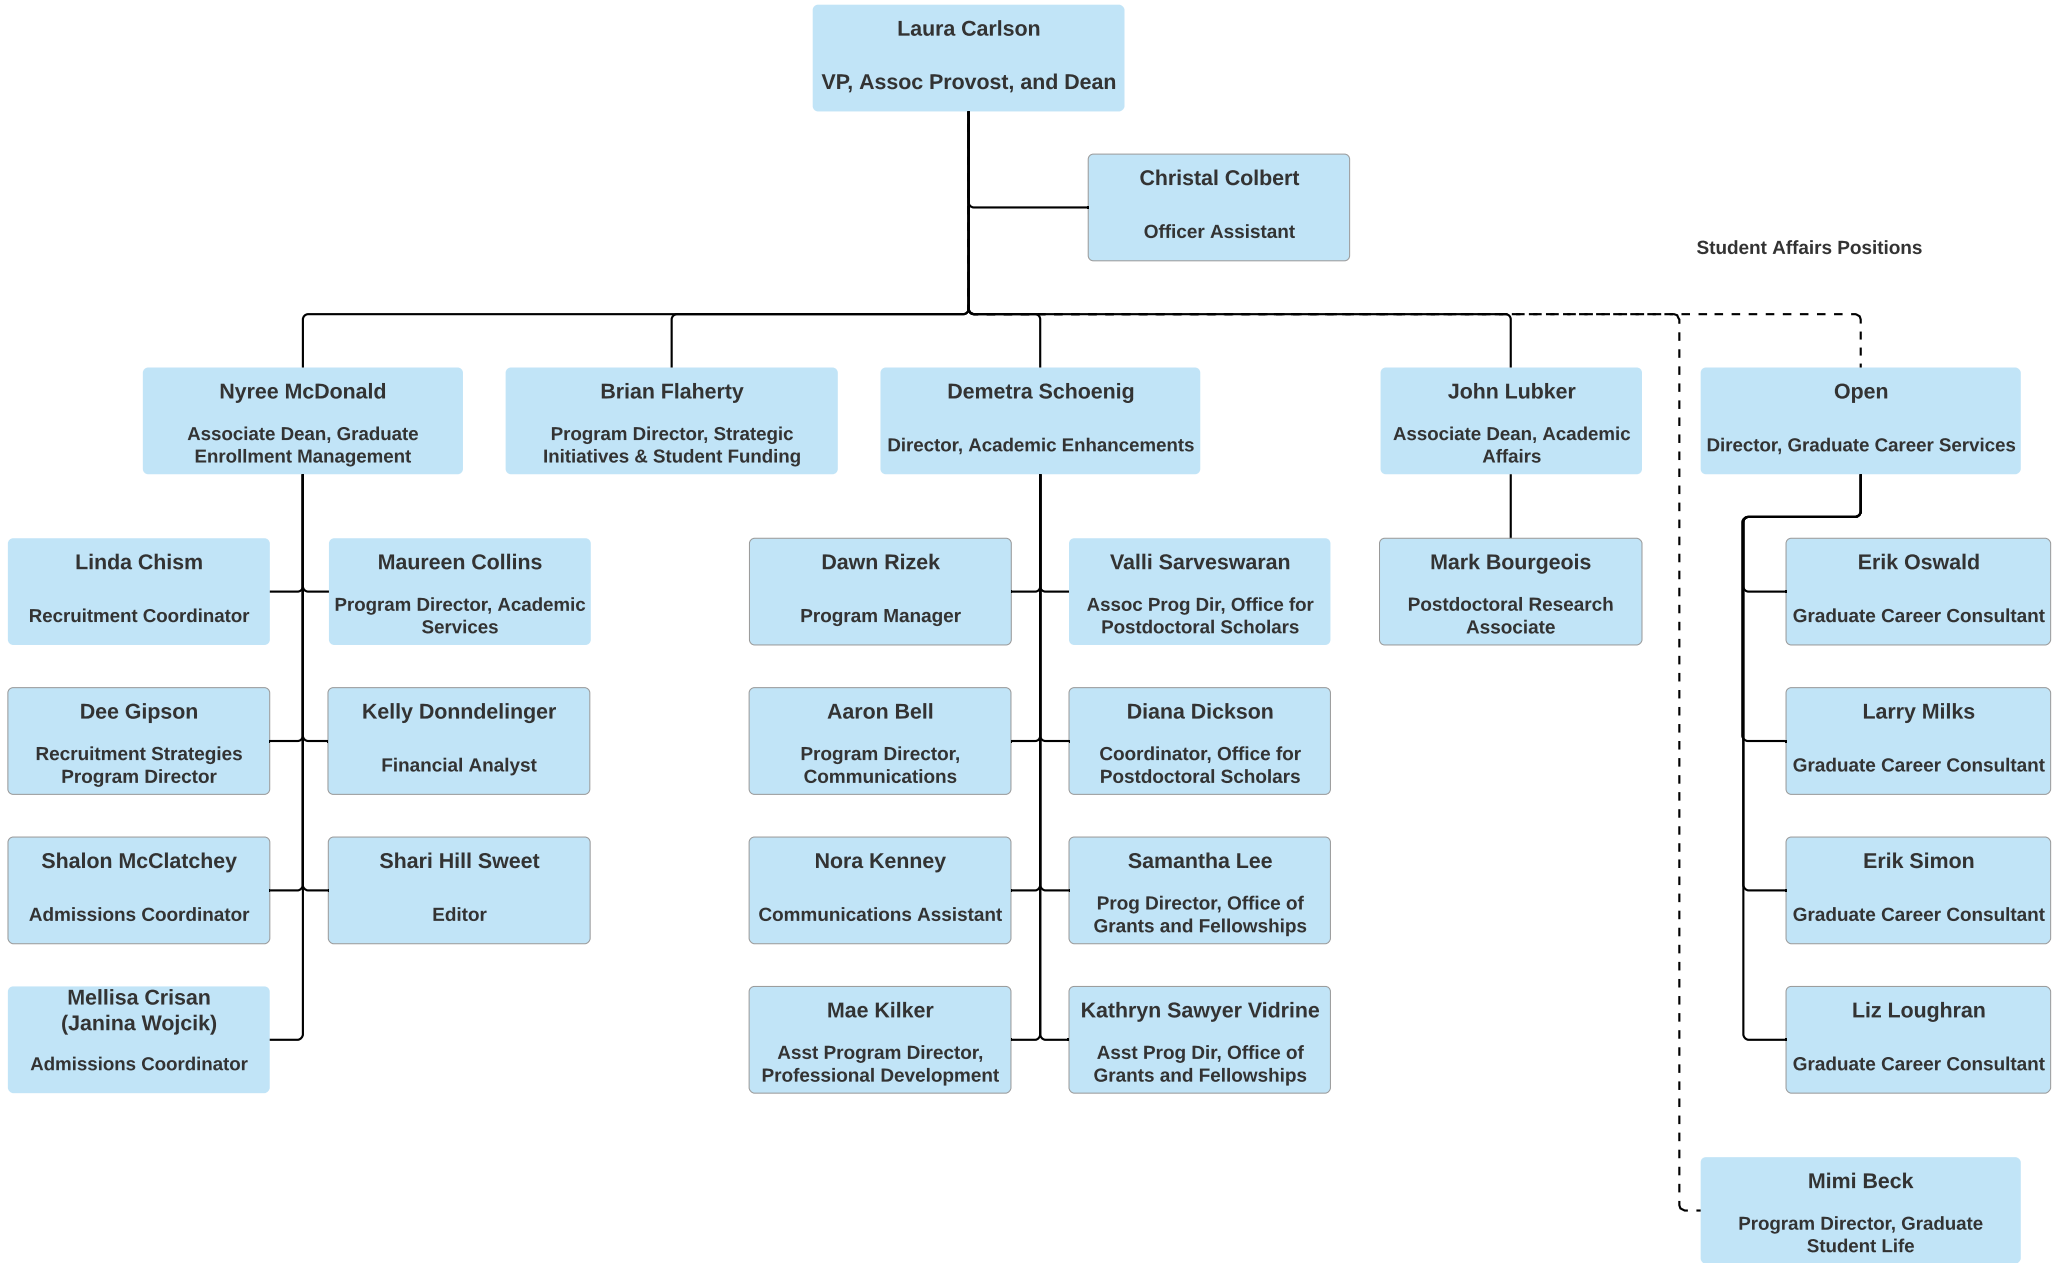 Laura Carlson
VP, Assoc Provost, and Dean
Christal Colbert
Officer Assistant
Student Affairs Positions
Nyree McDonald
Associate Dean, Graduate
Enrollment Management
Brian Flaherty
Program Director, Strategic
Initiatives & Student Funding
Demetra Schoenig
Director, Academic Enhancements
John Lubker
Associate Dean, Academic
Affairs
Open
Director, Graduate Career Services
Linda Chism
Recruitment Coordinator
Maureen Collins
Program Director, Academic
Services
Dawn Rizek
Program Manager
Valli Sarveswaran
Assoc Prog Dir, Office for
Postdoctoral Scholars
Mark Bourgeois
Postdoctoral Research
Associate
Erik Oswald
Graduate Career Consultant
Dee Gipson
Recruitment Strategies
Program Director
Kelly Donndelinger
Financial Analyst
Aaron Bell
Program Director,
Communications
Diana Dickson
Coordinator, Office for
Postdoctoral Scholars
Larry Milks
Graduate Career Consultant
Shalon McClatchey
Admissions Coordinator
Shari Hill Sweet
Editor
Nora Kenney
Communications Assistant
Samantha Lee
Prog Director, Office of
Grants and Fellowships
Erik Simon
Graduate Career Consultant
Mellisa Crisan
(Janina Wojcik)
Admissions Coordinator
Mae Kilker
Asst Program Director,
Professional Development
Kathryn Sawyer Vidrine
Asst Prog Dir, Office of
Grants and Fellowships
Liz Loughran
Graduate Career Consultant
Mimi Beck
Program Director, Graduate
Student Life